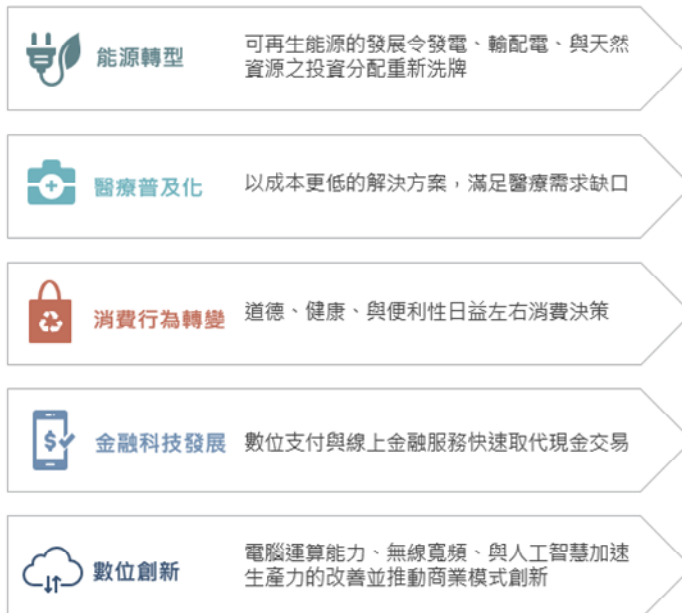 能源轉型
可再生能源的發展令發電、輸配電、與天然
資源之投資分配重新洗牌
醫療普及化
以成本更低的解決方案，滿足醫療需求缺口
消費行為轉變
道德、健康、與便利性日益左右消費決策
$
金融科技發展
數位支付與線上金融服務快速取代現金交易
數位創新
電腦運算能力、無線寬頻、與人工智慧加速
生產力的改善並推動商業模式創新